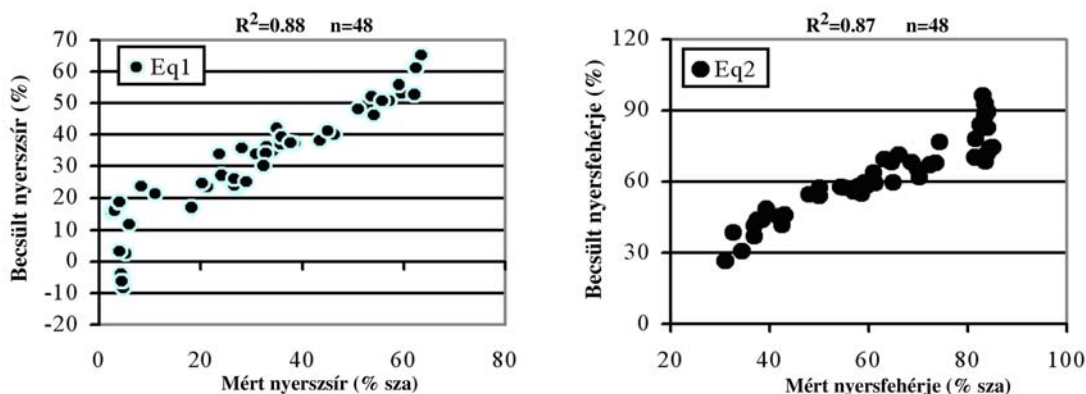 R²=0.88 n=48
70
60
50
40
30
20
10
0
-10
-20
Eq1
Becsült nyerszsír (%)
0 20 40 60 80
Mért nyerszsír (% sza)
R²=0.87 n=48
120
90
60
30
0
Eq2
Becsült nyersfehérje (%)
20 40 60 80 100
Mért nyersfehérje (% sza)